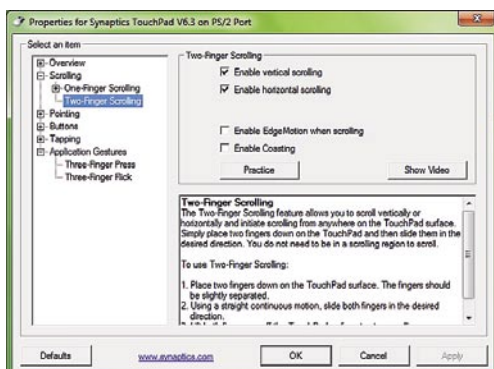 Properties for Synaptics TouchPad V6.3 on PS/2 Port
Select an item
Overview
Scrolling
One-Finger Scrolling
Two-Finger Scrolling
Pointing
Buttons
Tapping
Application Gestures
Three-Finger Press
Three-Finger Flick
Two-Finger Scrolling
Enable vertical scrolling
Enable horizontal scrolling
Enable EdgeMotion when scrolling
Enable Coasting
Practice
Show Video
Two-Finger Scrolling
The Two-Finger Scrolling feature allows you to scroll vertically or
horizontally and initiate scrolling from anywhere on the TouchPad surface.
Simply place two fingers down on the TouchPad and then slide them in the
desired direction. You do not need to be in a scrolling region to scroll.
To use Two-Finger Scrolling:
1. Place two fingers down on the TouchPad surface. The fingers should
be slightly separated.
2. Using a straight continuous motion, slide both fingers in the desired
direction.
Defaults
www.synaptics.com
OK
Cancel
Apply